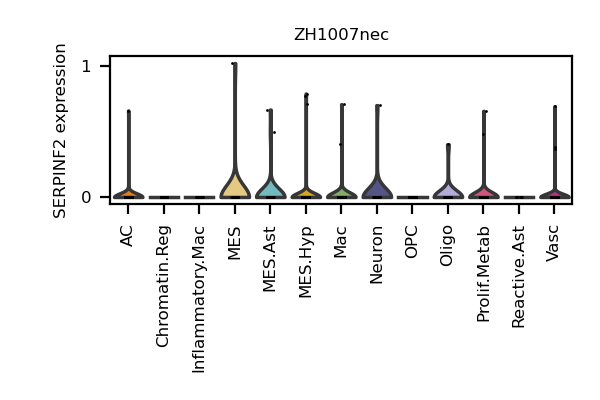 ZH1007nec
SERPINF2 expression
1
0
AC
Chromatin.Reg
Inflammatory.Mac
MES
MES.Ast
MES.Hyp
Mac
Neuron
OPC
Oligo
Prolif.Metab
Reactive.Ast
Vasc